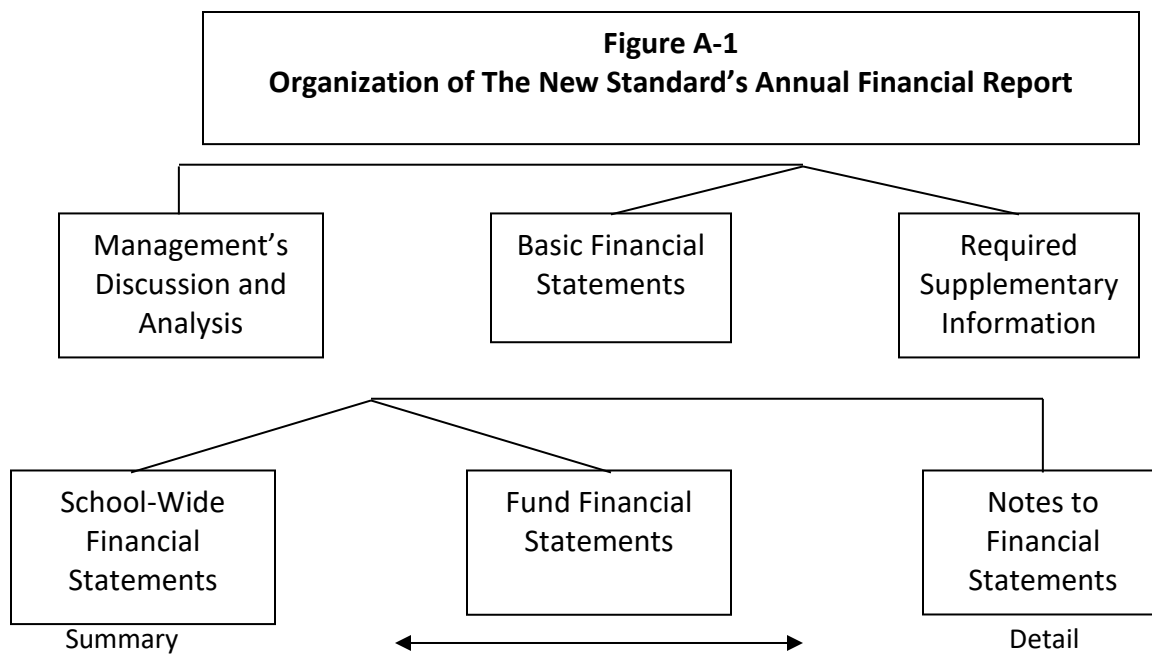 Figure A-1
Organization of The New Standard’s Annual Financial Report
Management’s
Discussion and
Analysis
Basic Financial
Statements
Required
Supplementary
Information
School-Wide
Financial
Statements
Fund Financial
Statements
Notes to
Financial
Statements
Summary
Detail